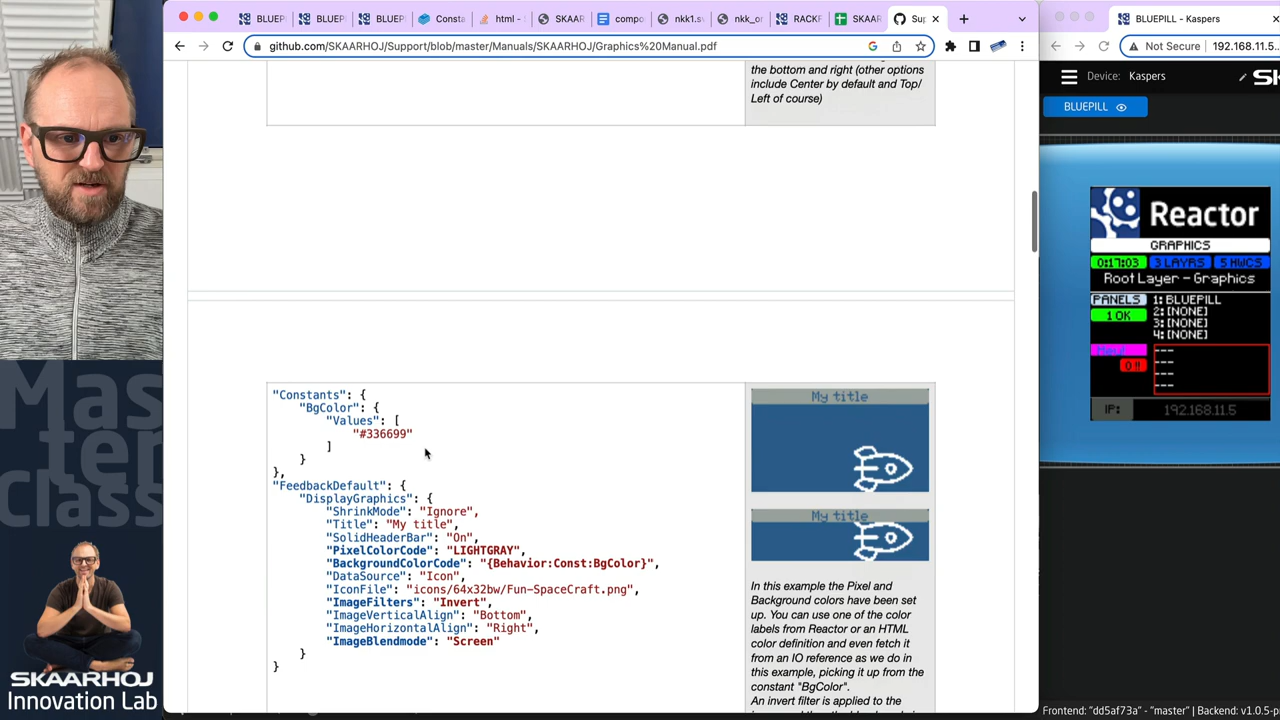 BLUEP
BLUEP
BLUEP
Consta
html -
SKAAR
compo
nkk1.sv
nkk_or
RACKF
SKAAR
Sup
BLUEPILL - Kaspers
github.com/SKAARHOJ/Support/blob/master/Manuals/SKAARHOJ/Graphics%20Manual.pdf
Not Secure
192.168.11.5...
Device: Kaspers
SK
BLUEPILL
the bottom and right (other options
include Center by default and Top/
Left of course)
Reactor
GRAPHICS
0:17:03 3 LAYRS 5 HWCS
Root Layer - Graphics
PANELS
1 OK
1: BLUEPILL
2: [NONE]
3: [NONE]
4: [NONE]
---
---
---
---
IP: 192.168.11.5
"Constants": {
"BgColor": {
"Values": [
"#336699"
]
}
},
"FeedbackDefault": {
"DisplayGraphics": {
"ShrinkMode": "Ignore",
"Title": "My title",
"SolidHeaderBar": "On",
"PixelColorCode": "LIGHTGRAY",
"BackgroundColorCode": "{Behavior:Const:BgColor}",
"DataSource": "Icon",
"IconFile": "icons/64x32bw/Fun-SpaceCraft.png",
"ImageFilters": "Invert",
"ImageVerticalAlign": "Bottom",
"ImageHorizontalAlign": "Right",
"ImageBlendmode": "Screen"
}
}
My title
My title
In this example the Pixel and
Background colors have been set
up. You can use one of the color
labels from Reactor or an HTML
color definition and even fetch it
from an IO reference as we do in
this example, picking it up from the
constant "BgColor".
An invert filter is applied to the
Master
Class
SKAARHOJ
Innovation Lab
Frontend: "dd5af73a" - "master" | Backend: v1.0.5-p